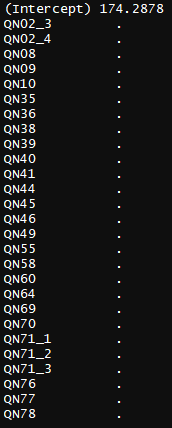 (Intercept) 174.2878
QN02_3 .
QN02_4 .
QN08 .
QN09 .
QN10 .
QN35 .
QN36 .
QN38 .
QN39 .
QN40 .
QN41 .
QN44 .
QN45 .
QN46 .
QN49 .
QN55 .
QN58 .
QN60 .
QN64 .
QN69 .
QN70 .
QN71_1 .
QN71_2 .
QN71_3 .
QN76 .
QN77 .
QN78 .